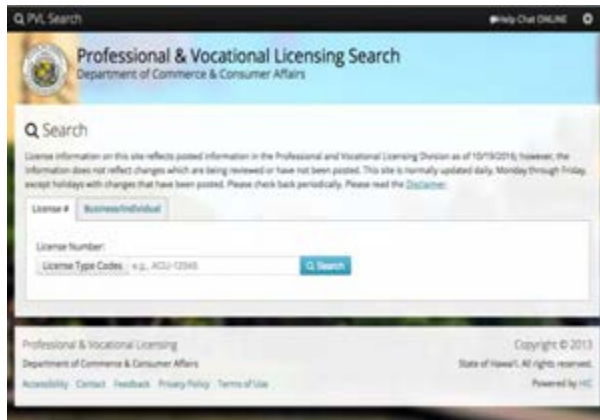 PVL Search
Help Chat ONLINE
Professional & Vocational Licensing Search
Department of Commerce & Consumer Affairs
Search
License information on this site reflects posted information in the Professional and Vocational Licensing Division as of 10/19/2016; however, the
information does not reflect changes which are being reviewed or have not been posted. This site is normally updated daily, Monday through Friday,
except holidays with changes that have been posted. Please check back periodically. Please read the Disclaimer.
License # Business/Individual
License Number:
License Type Codes e.g., ACU-12345 Search
Professional & Vocational Licensing
Copyright © 2013
Department of Commerce & Consumer Affairs
State of Hawai'i. All rights reserved.
Accessibility Contact Feedback Privacy Policy Terms of Use
Powered by HIC